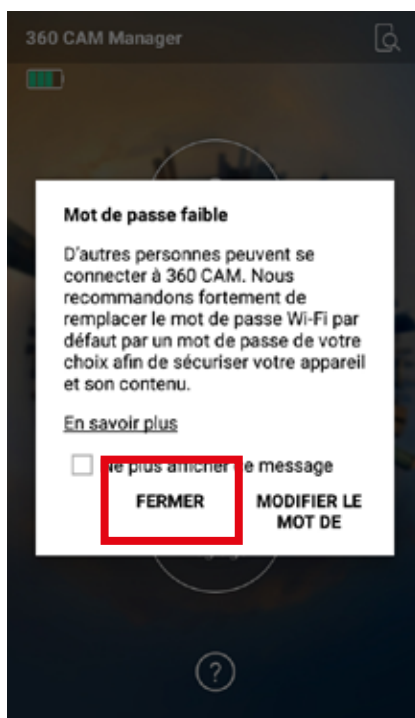 360 CAM Manager
Mot de passe faible
D'autres personnes peuvent se
connecter à 360 CAM. Nous
recommandons fortement de
remplacer le mot de passe Wi-Fi par
défaut par un mot de passe de votre
choix afin de sécuriser votre appareil
et son contenu.
En savoir plus
Ne plus afficher ce message
FERMER
MODIFIER LE
MOT DE
?